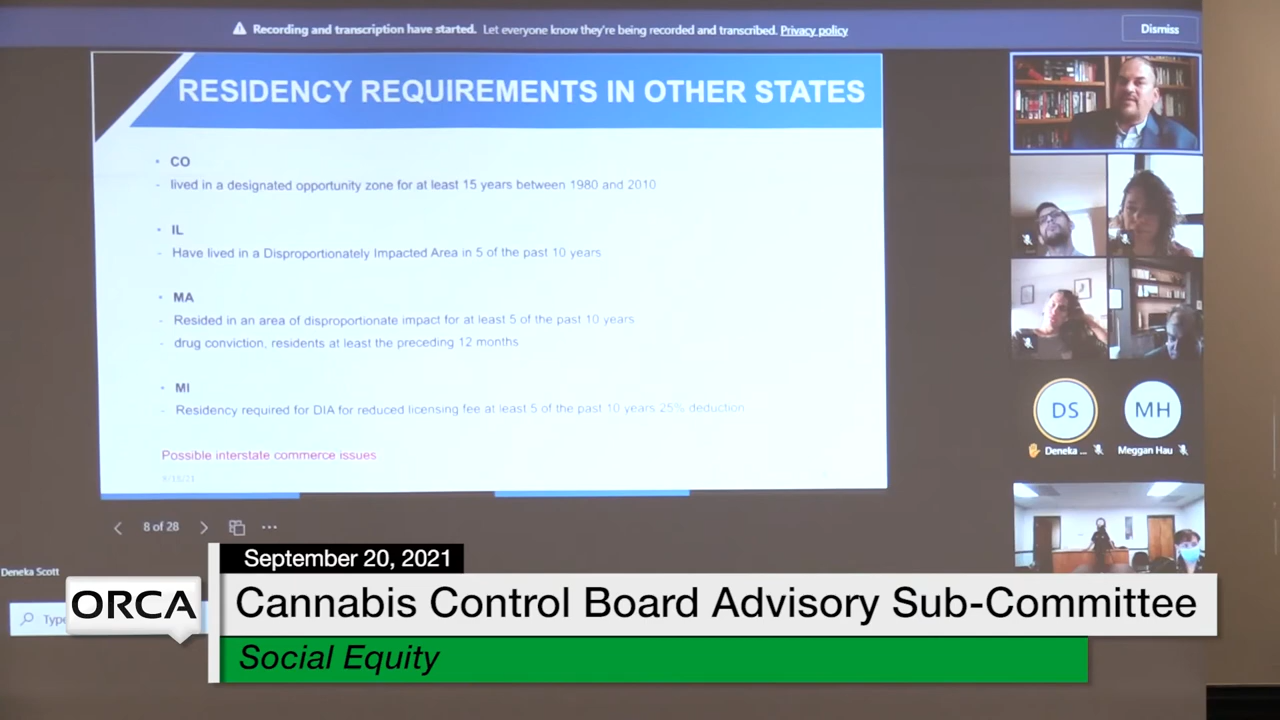 Recording and transcription have started. Let everyone know they're being recorded and transcribed. Privacy policy
Dismiss
RESIDENCY REQUIREMENTS IN OTHER STATES
• CO
- lived in a designated opportunity zone for at least 15 years between 1980 and 2010
• IL
- Have lived in a Disproportionately Impacted Area in 5 of the past 10 years
• MA
- Resided in an area of disproportionate impact for at least 5 of the past 10 years
- drug conviction, residents at least the preceding 12 months
• MI
- Residency required for DIA for reduced licensing fee at least 5 of the past 10 years 25% deduction
Possible interstate commerce issues
8 of 28
DS
MH
Deneka ...
Meggan Hau
Deneka Scott
Type
September 20, 2021
ORCA
Cannabis Control Board Advisory Sub-Committee
Social Equity